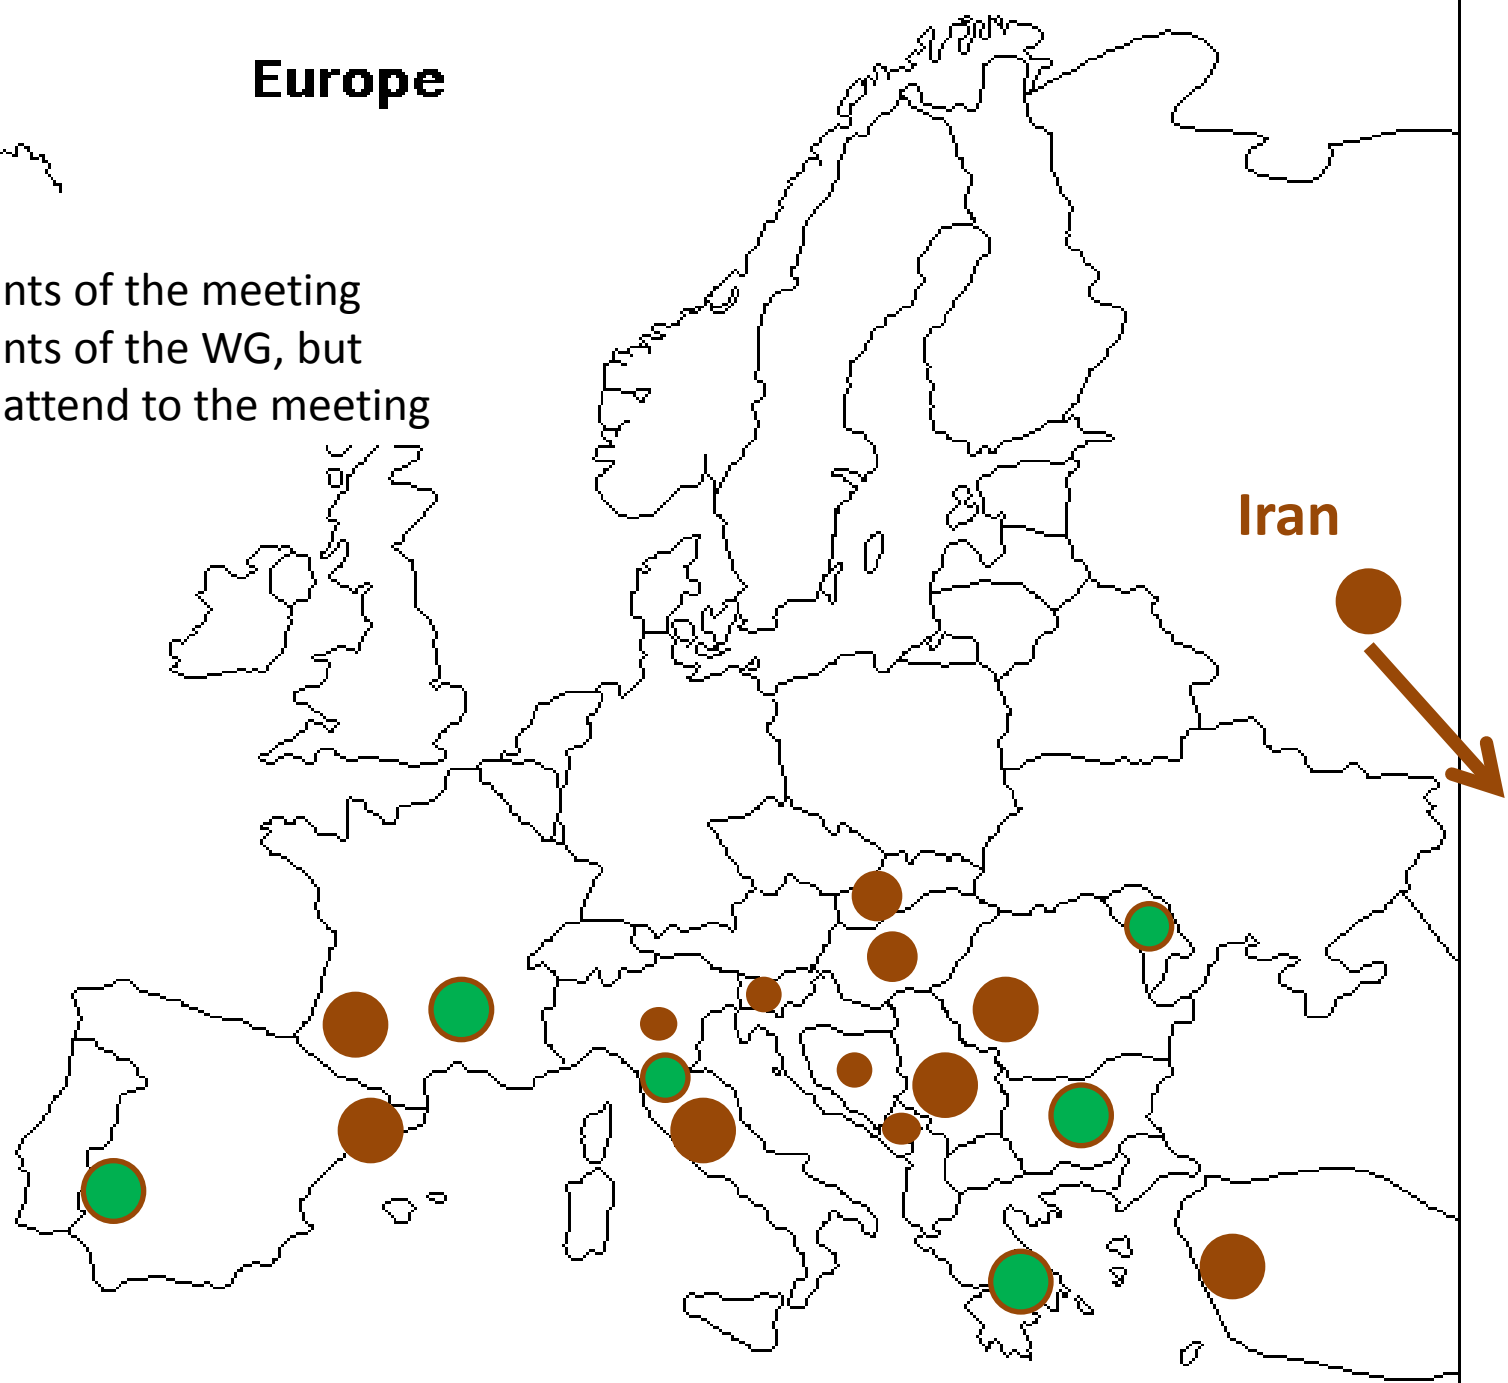 Europe
nts of the meeting
nts of the WG, but
attend to the meeting
Iran